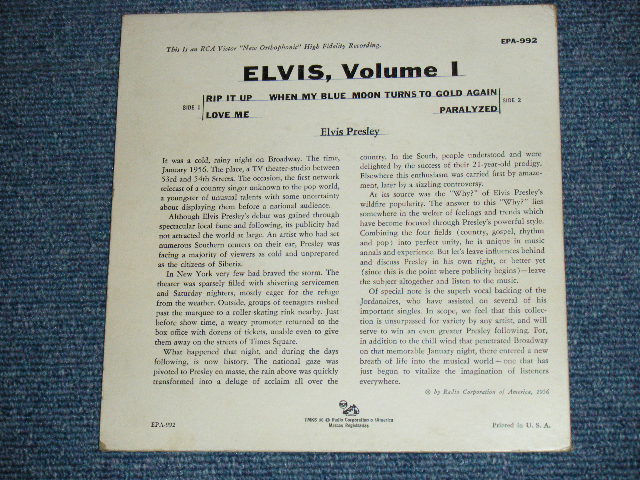 This Is an RCA Victor "New Orthophonic" High Fidelity Recording.
EPA-992
ELVIS, Volume I
SIDE 1
RIP IT UP WHEN MY BLUE MOON TURNS TO GOLD AGAIN
SIDE 2
LOVE ME PARALYZED
Elvis Presley
It was a cold, rainy night on Broadway. The time,
January 1956. The place, a TV theater-studio between
53rd and 54th Streets. The occasion, the first network
telecast of a country singer unknown to the pop world,
a youngster of unusual talents with some uncertainty
about displaying them before a national audience.
Although Elvis Presley's debut was gained through
spectacular local fame and following, its publicity had
not attracted the world at large. An artist who had set
numerous Southern centers on their ear, Presley was
facing a majority of viewers as cold and unprepared
as the citizens of Siberia.
In New York very few had braved the storm. The
theater was sparsely filled with shivering servicemen
and Saturday nighters, mostly eager for the refuge
from the weather. Outside, groups of teenagers rushed
past the marquee to a roller-skating rink nearby. Just
before show time, a weary promoter returned to the
box office with dozens of tickets, unable even to give
them away on the streets of Times Square.
What happened that night, and during the days
following, is now history. The national gaze was
pivoted to Presley en masse, the rain above was quickly
transformed into a deluge of acclaim all over the
country. In the South, people understood and were
delighted by the success of their 21-year-old prodigy.
Elsewhere this enthusiasm was carried first by amaze-
ment, later by a sizzling controversy.
At its source was the "Why?" of Elvis Presley's
wildfire popularity. The answer to this "Why?" lies
somewhere in the welter of feelings and trends which
have become focused through Presley's powerful style.
Combining the four fields (country, gospel, rhythm
and pop) into perfect unity, he is unique in music
annals and experience. But let's leave influences behind
and discuss Presley in his own right, or better yet
(since this is the point where publicity begins) — leave
the subject altogether and listen to the music.
Of special note is the superb vocal backing of the
Jordanaires, who have assisted on several of his
important singles. In scope, we feel that this collection
is unsurpassed for variety by any artist, and will
serve to win an even greater Presley following. For,
in addition to the chill wind that penetrated Broadway
on that memorable January night, there entered a new
breath of life into the musical world — one that has
just begun to vitalize the imagination of listeners
everywhere.
© by Radio Corporation of America, 1956
EPA-992
TMKS ® © Radio Corporation of America
Marcas Registradas
Printed in U. S. A.